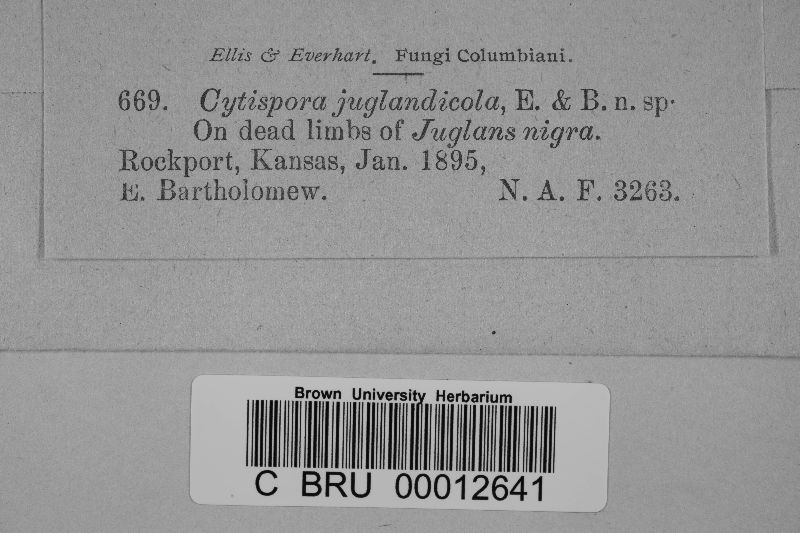 Ellis & Everhart. Fungi Columbiani.
669. Cytispora juglandicola, E. & B. n. sp.
On dead limbs of Juglans nigra.
Rockport, Kansas, Jan. 1895,
E. Bartholomew. N. A. F. 3263.
Brown University Herbarium
C BRU 00012641